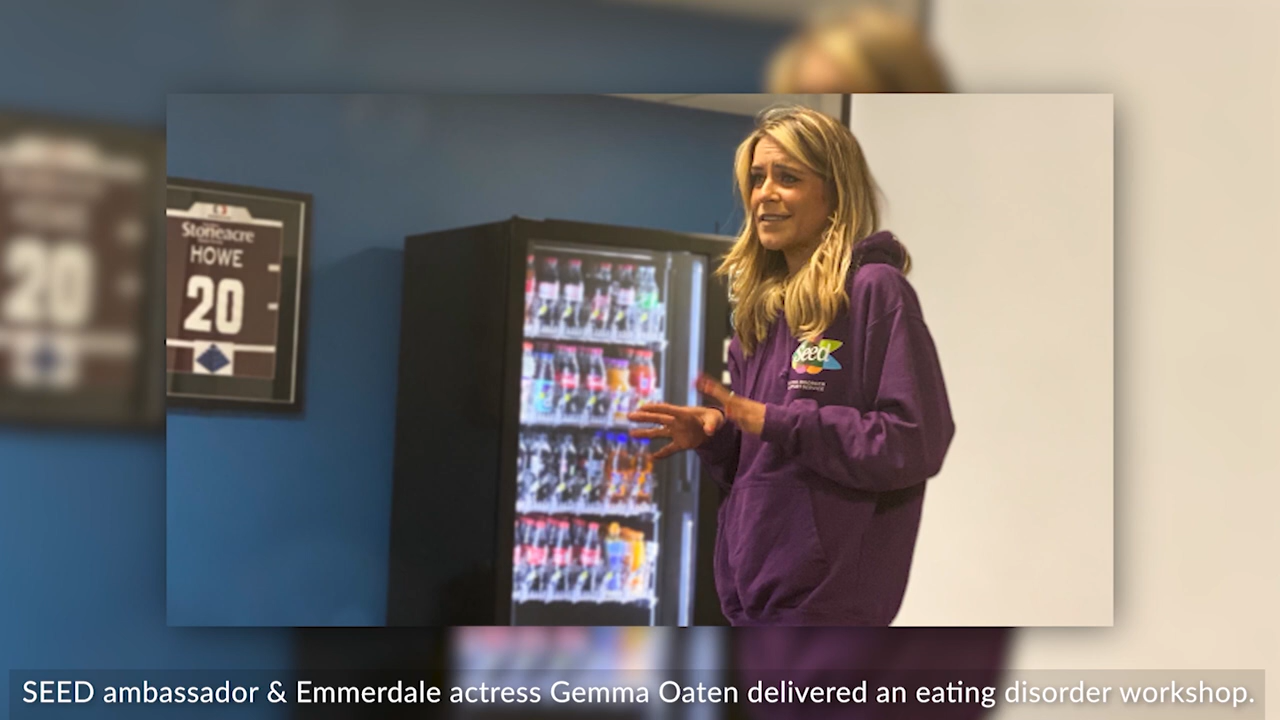 Stoneacre
HOWE
20
Seed
SEED ambassador & Emmerdale actress Gemma Oaten delivered an eating disorder workshop.